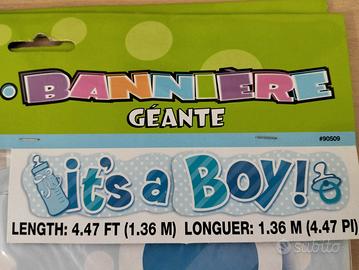 BANNIÈRE
GÉANTE
#90509
it's a Boy!
LENGTH: 4.47 FT (1.36 M) LONGUER: 1.36 M (4.47 PI)
subito